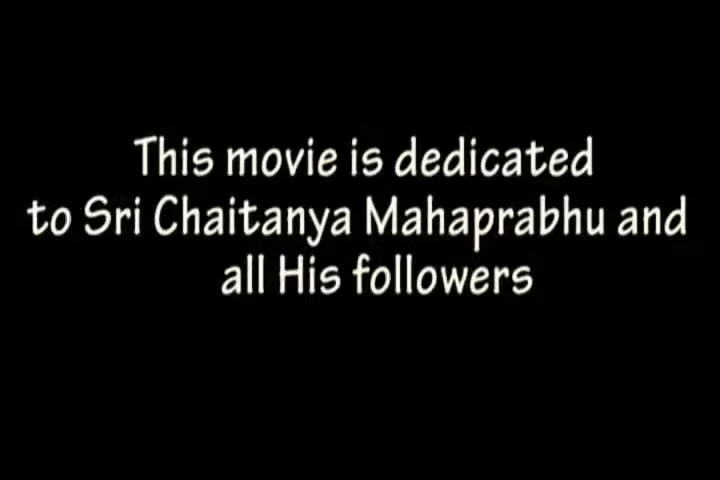 This movie is dedicated
to Sri Chaitanya Mahaprabhu and
all His followers